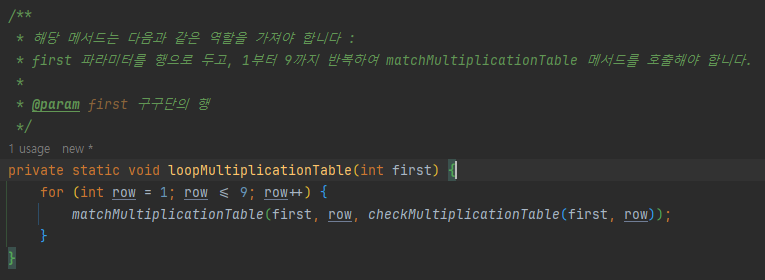 /**
 * 해당 메서드는 다음과 같은 역할을 가져야 합니다 :
 * first 파라미터를 행으로 두고, 1부터 9까지 반복하여 matchMultiplicationTable 메서드를 호출해야 합니다.
 *
 * @param first 구구단의 행
 */
1 usage new *
private static void loopMultiplicationTable(int first) {
    for (int row = 1; row ⩽ 9; row++) {
        matchMultiplicationTable(first, row, checkMultiplicationTable(first, row));
    }
}